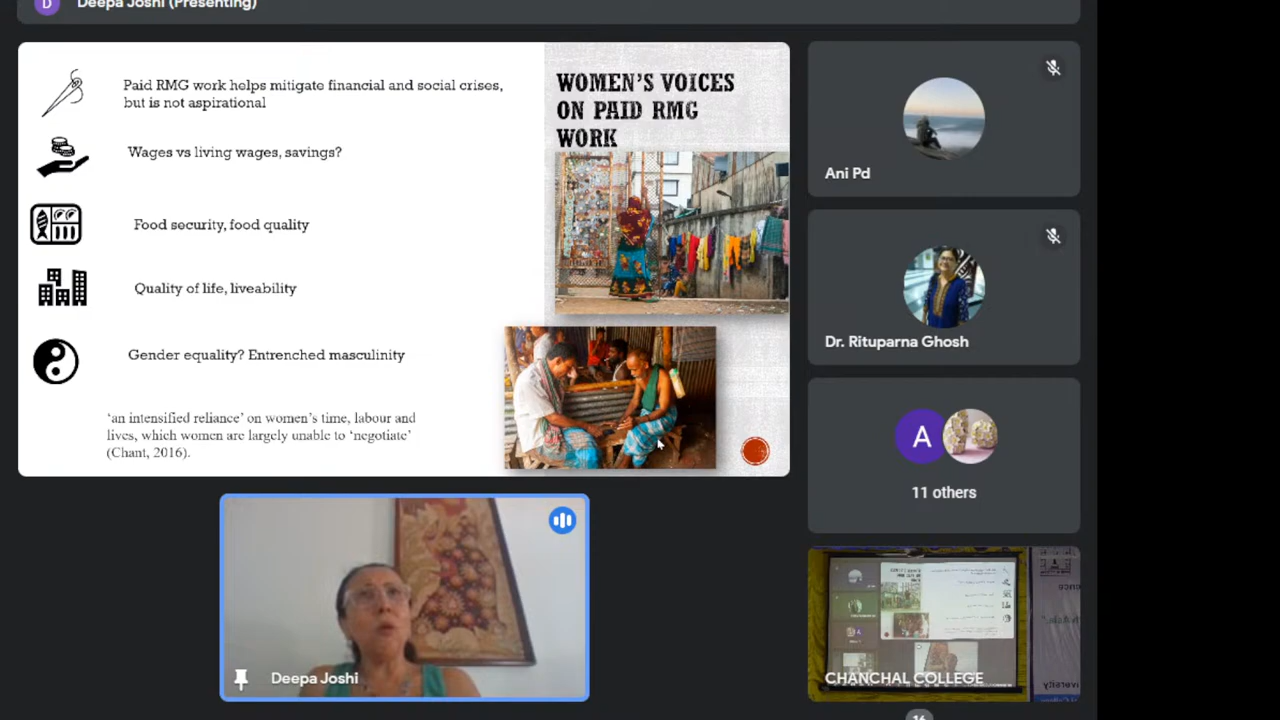 Deepa Joshi (Presenting)
D
Paid RMG work helps mitigate financial and social crises,
but is not aspirational
Wages vs living wages, savings?
Food security, food quality
Quality of life, liveability
Gender equality? Entrenched masculinity
'an intensified reliance' on women's time, labour and
lives, which women are largely unable to 'negotiate'
(Chant, 2016).
WOMEN'S VOICES
ON PAID RMG
WORK
Ani Pd
Dr. Rituparna Ghosh
A
11 others
Deepa Joshi
CHANCHAL COLLEGE
16